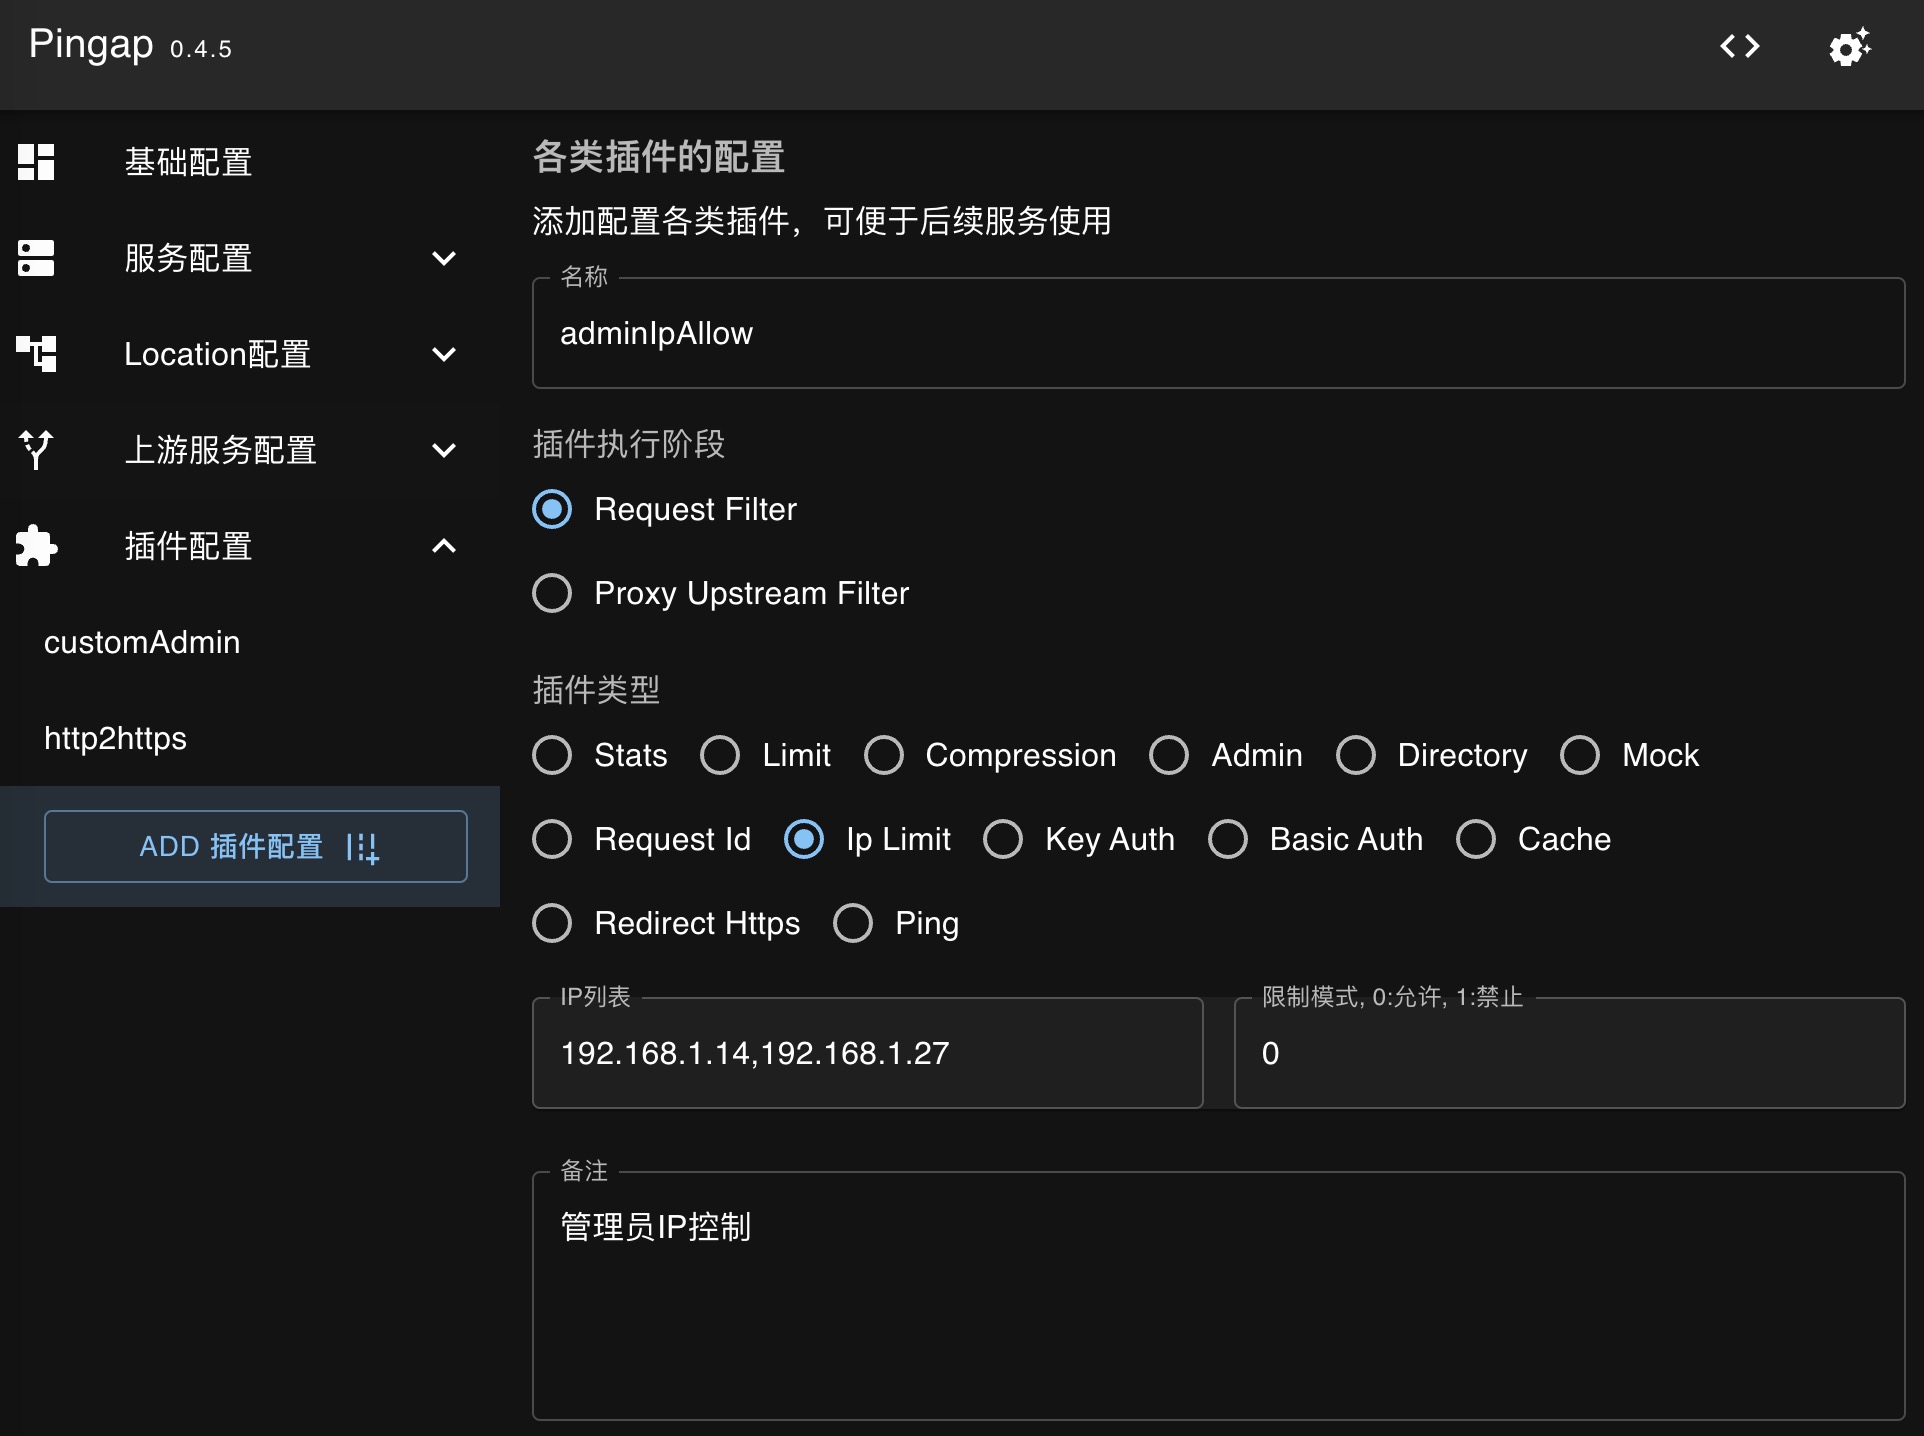 Pingap 0.4.5
基础配置
服务配置
Location配置
上游服务配置
插件配置
customAdmin
http2https
ADD 插件配置
各类插件的配置
添加配置各类插件，可便于后续服务使用
名称
adminIpAllow
插件执行阶段
Request Filter
Proxy Upstream Filter
插件类型
Stats Limit Compression Admin Directory Mock
Request Id Ip Limit Key Auth Basic Auth Cache
Redirect Https Ping
IP列表
192.168.1.14,192.168.1.27
限制模式, 0:允许, 1:禁止
0
备注
管理员IP控制